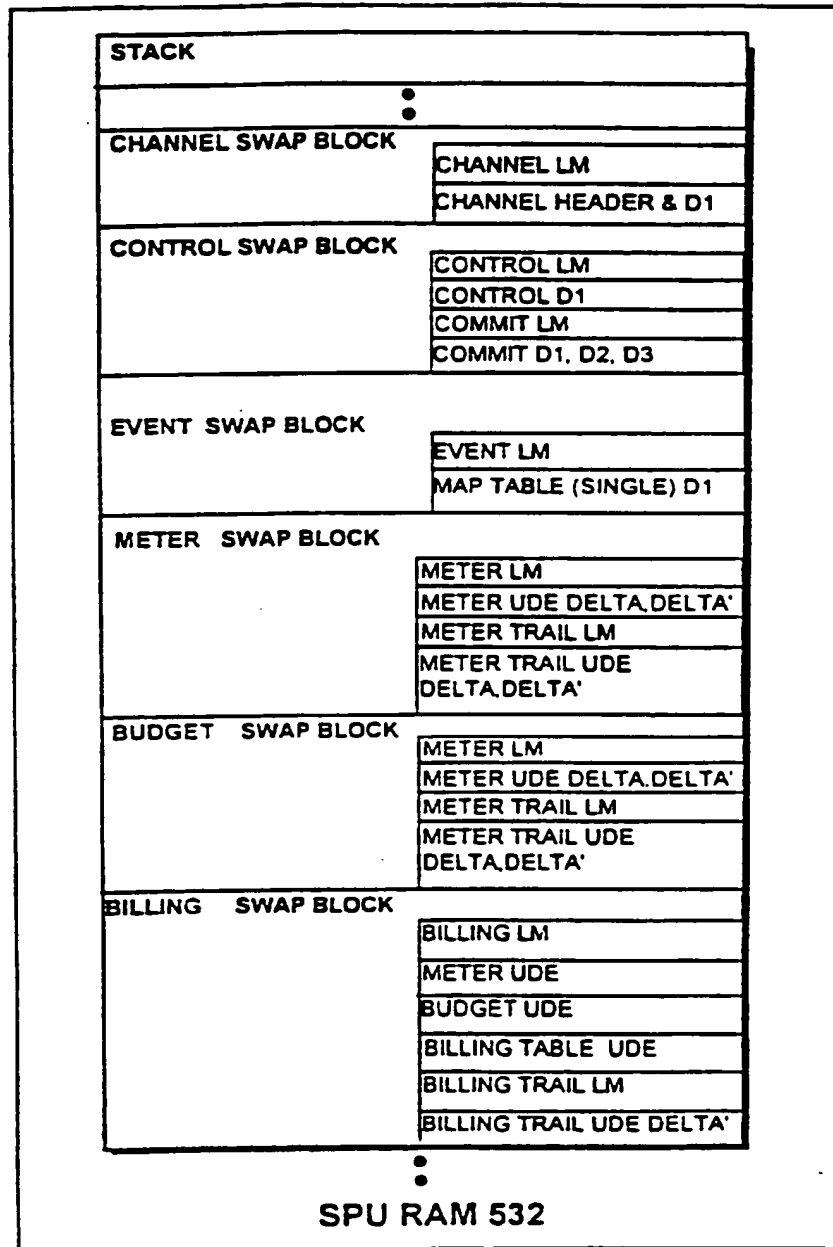 STACK
CHANNEL SWAP BLOCK
CHANNEL LM
CHANNEL HEADER & D1
CONTROL SWAP BLOCK
CONTROL LM
CONTROL D1
COMMIT LM
COMMIT D1, D2, D3
EVENT SWAP BLOCK
EVENT LM
MAP TABLE (SINGLE) D1
METER SWAP BLOCK
METER LM
METER UDE DELTA,DELTA'
METER TRAIL LM
METER TRAIL UDE
DELTA,DELTA'
BUDGET SWAP BLOCK
METER LM
METER UDE DELTA.DELTA'
METER TRAIL LM
METER TRAIL UDE
DELTA,DELTA'
BILLING SWAP BLOCK
BILLING LM
METER UDE
BUDGET UDE
BILLING TABLE UDE
BILLING TRAIL LM
BILLING TRAIL UDE DELTA'
SPU RAM 532